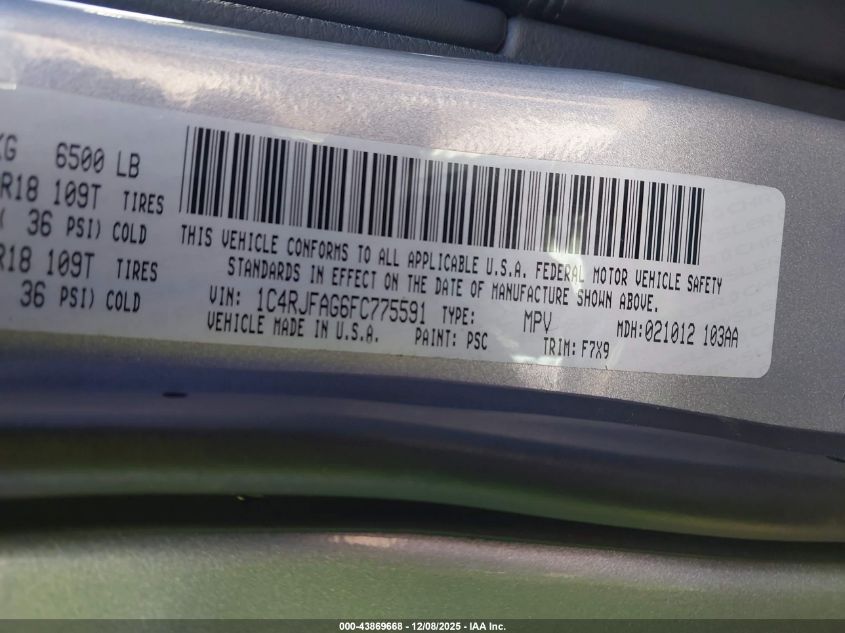 KG 6500 LB
R18 109T TIRES
36 PSI) COLD
R18 109T TIRES
36 PSI) COLD
THIS VEHICLE CONFORMS TO ALL APPLICABLE U.S.A. FEDERAL MOTOR VEHICLE SAFETY
STANDARDS IN EFFECT ON THE DATE OF MANUFACTURE SHOWN ABOVE.
VIN: 1C4RJFAG6FC775591 TYPE: MPV MDH:021012 103AA
VEHICLE MADE IN U.S.A. PAINT: PSC TRIM: F7X9
000-43869668 - 12/08/2025 - IAA Inc.